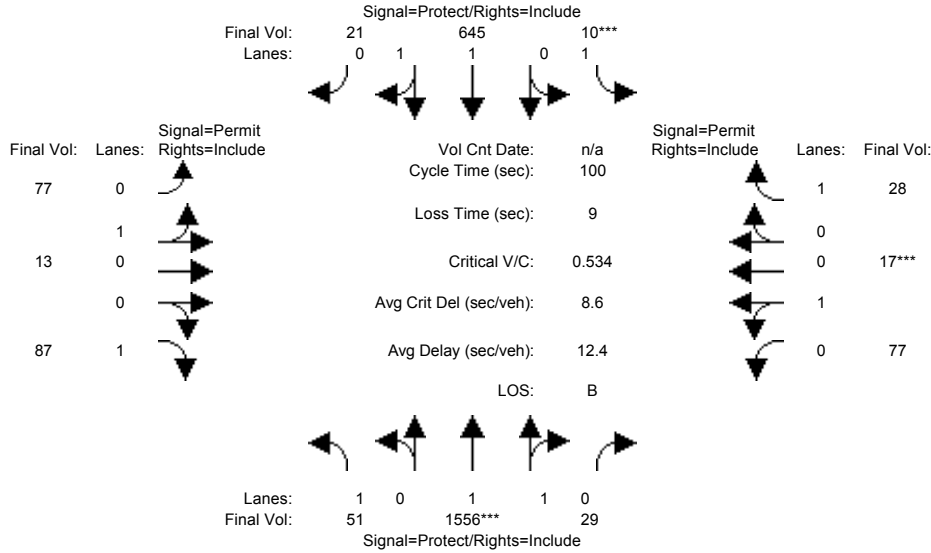 Signal=Protect/Rights=Include
Final Vol: 21 645 10***
Lanes: 0 1 1 0 1
Signal=Permit Signal=Permit
Final Vol: Lanes: Rights=Include Vol Cnt Date: n/a Rights=Include Lanes: Final Vol:
Cycle Time (sec): 100
77 0 1 28
Loss Time (sec): 9
1 0
13 0 Critical V/C: 0.534 0 17***
0 Avg Crit Del (sec/veh): 8.6 1
87 1 Avg Delay (sec/veh): 12.4 0 77
LOS: B
Lanes: 1 0 1 1 0
Final Vol: 51 1556*** 29
Signal=Protect/Rights=Include